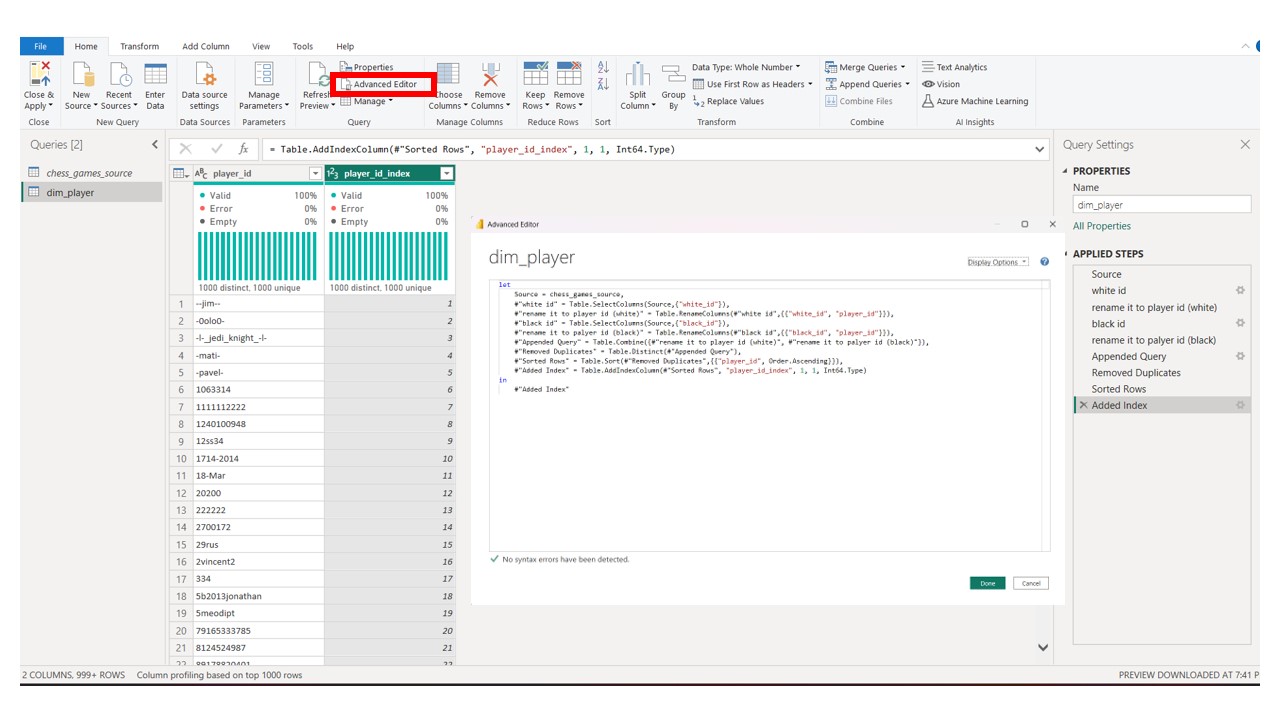 File Home Transform Add Column View Tools Help
Close & Apply
New Source
Recent Sources
Enter Data
Data source settings
Manage Parameters
Refresh Preview
Properties
Advanced Editor
Manage
Choose Columns
Remove Columns
Keep Rows
Remove Rows
Split Column
Group By
Data Type: Whole Number
Use First Row as Headers
Replace Values
Merge Queries
Append Queries
Combine Files
Text Analytics
Vision
Azure Machine Learning
Close New Query Data Sources Parameters Query Manage Columns Reduce Rows Sort Transform Combine AI Insights
Queries [2]
chess_games_source
dim_player
fx = Table.AddIndexColumn(#"Sorted Rows", "player_id_index", 1, 1, Int64.Type)
ABC player_id 123 player_id_index
Valid 100% Valid 100%
Error 0% Error 0%
Empty 0% Empty 0%
1000 distinct, 1000 unique 1000 distinct, 1000 unique
1 --jim-- 1
2 -0olo0- 2
3 -l-_jedi_knight_-l- 3
4 -mati- 4
5 -pavel- 5
6 1063314 6
7 1111112222 7
8 1240100948 8
9 12ss34 9
10 1714-2014 10
11 18-Mar 11
12 20200 12
13 222222 13
14 2700172 14
15 29rus 15
16 2vincent2 16
17 334 17
18 5b2013jonathan 18
19 5meodipt 19
20 79165333785 20
21 8124524987 21
22 89178820401 22
Advanced Editor
dim_player
Display Options
let
Source = chess_games_source,
#"white id" = Table.SelectColumns(Source,{"white_id"}),
#"rename it to palyer id (white)" = Table.RenameColumns(#"white id",{{"white_id", "player_id"}}),
#"black id" = Table.SelectColumns(Source,{"black_id"}),
#"rename it to palyer id (black)" = Table.RenameColumns(#"black id",{{"black_id", "player_id"}}),
#"Appended Query" = Table.Combine({#"rename it to palyer id (white)", #"rename it to palyer id (black)"}),
#"Removed Duplicates" = Table.Distinct(#"Appended Query"),
#"Sorted Rows" = Table.Sort(#"Removed Duplicates",{{"player_id", Order.Ascending}}),
#"Added Index" = Table.AddIndexColumn(#"Sorted Rows", "player_id_index", 1, 1, Int64.Type)
in
#"Added Index"
No syntax errors have been detected.
Done Cancel
Query Settings
PROPERTIES
Name
dim_player
All Properties
APPLIED STEPS
Source
white id
rename it to palyer id (white)
black id
rename it to palyer id (black)
Appended Query
Removed Duplicates
Sorted Rows
Added Index
2 COLUMNS, 999+ ROWS Column profiling based on top 1000 rows PREVIEW DOWNLOADED AT 7:41 P